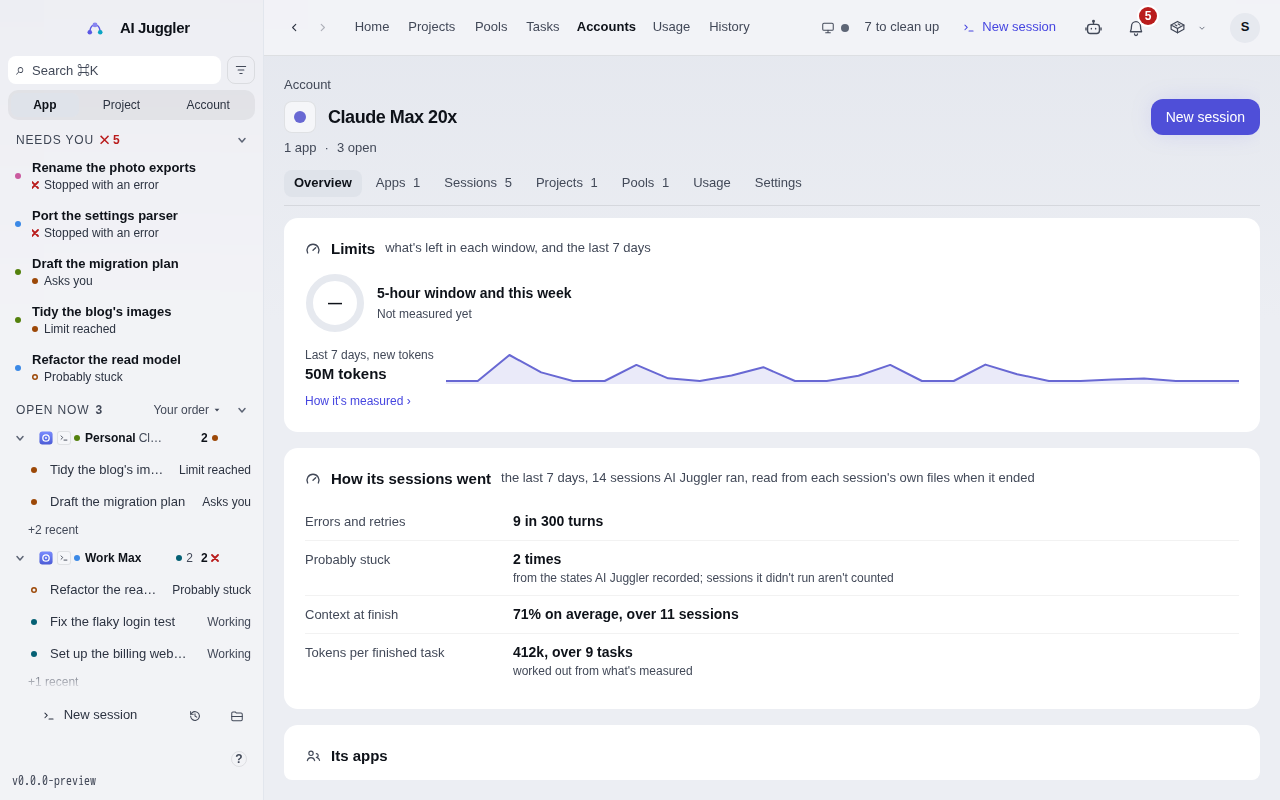 AI Juggler
Search ⌘K
App Project Account
NEEDS YOU 5
Rename the photo exports
Stopped with an error
Port the settings parser
Stopped with an error
Draft the migration plan
Asks you
Tidy the blog's images
Limit reached
Refactor the read model
Probably stuck
OPEN NOW 3 Your order
Personal Cl… 2
Tidy the blog's im… Limit reached
Draft the migration plan Asks you
+2 recent
Work Max 2 2
Refactor the rea… Probably stuck
Fix the flaky login test Working
Set up the billing web… Working
+1 recent
New session
?
v0.0.0-preview
Home Projects Pools Tasks Accounts Usage History 7 to clean up New session 5 S
Account
Claude Max 20x
New session
1 app · 3 open
Overview Apps 1 Sessions 5 Projects 1 Pools 1 Usage Settings
Limits what's left in each window, and the last 7 days
—
5-hour window and this week
Not measured yet
Last 7 days, new tokens
50M tokens
How it's measured ›
How its sessions went the last 7 days, 14 sessions AI Juggler ran, read from each session's own files when it ended
Errors and retries 9 in 300 turns
Probably stuck 2 times
from the states AI Juggler recorded; sessions it didn't run aren't counted
Context at finish 71% on average, over 11 sessions
Tokens per finished task 412k, over 9 tasks
worked out from what's measured
Its apps